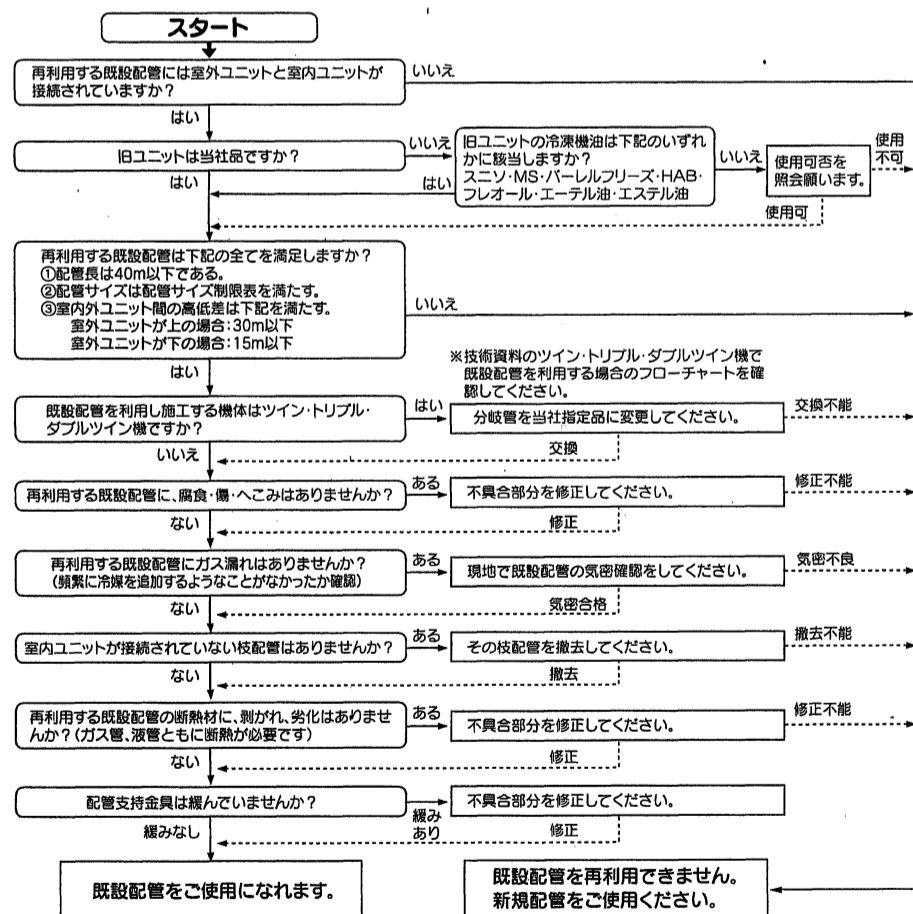 スタート
再利用する既設配管には室外ユニットと室内ユニットが
接続されていますか？
いいえ
はい
旧ユニットは当社品ですか？
いいえ
旧ユニットの冷凍機油は下記のいずれ
かに該当しますか？
スニソ・MS・バーレルフリーズ・HAB・
フレオール・エーテル油・エステル油
はい
いいえ
使用可否を
照会願います。
使用
不可
使用可
はい
再利用する既設配管は下記の全てを満足しますか？
①配管長は40m以下である。
②配管サイズは配管サイズ制限表を満たす。
③室内外ユニット間の高低差は下記を満たす。
室外ユニットが上の場合：30m以下
室外ユニットが下の場合：15m以下
いいえ
はい
※技術資料のツイン・トリプル・ダブルツイン機で
既設配管を利用する場合のフローチャートを確
認してください。
既設配管を利用し施工する機体はツイン・トリプル・
ダブルツイン機ですか？
はい
分岐管を当社指定品に変更してください。
交換不能
交換
いいえ
再利用する既設配管に、腐食・傷・へこみはありませんか？
ある
不具合部分を修正してください。
修正不能
修正
ない
再利用する既設配管にガス漏れはありませんか？
（頻繁に冷媒を追加するようなことがなかったか確認）
ある
現地で既設配管の気密確認をしてください。
気密不良
気密合格
ない
室内ユニットが接続されていない枝配管はありませんか？
ある
その枝配管を撤去してください。
撤去不能
撤去
ない
再利用する既設配管の断熱材に、剥がれ、劣化はありませ
んか？（ガス管、液管ともに断熱が必要です）
ある
不具合部分を修正してください。
修正不能
修正
ない
配管支持金具は緩んでいませんか？
緩み
あり
不具合部分を修正してください。
修正
緩みなし
既設配管をご使用になれます。
既設配管を再利用できません。
新規配管をご使用ください。